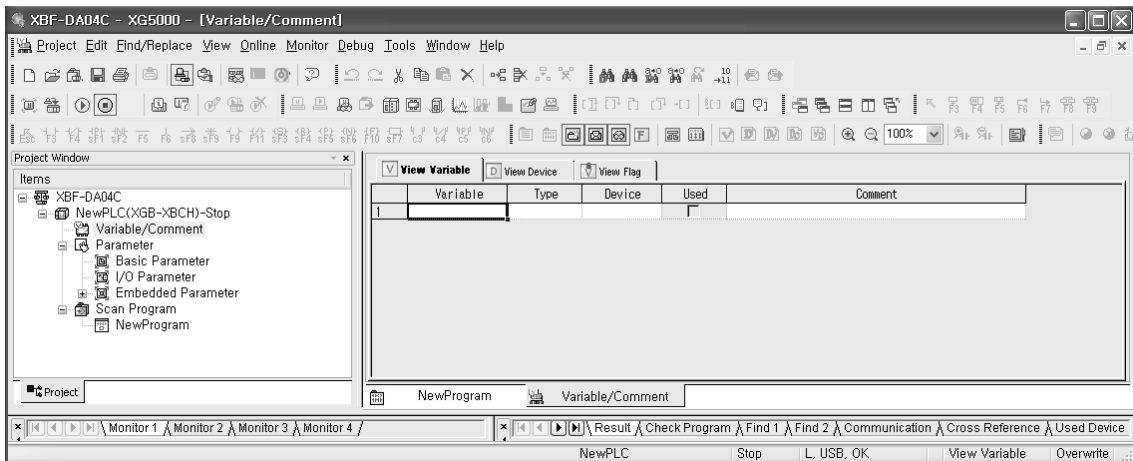 XBF-DA04C - XG5000 - [Variable/Comment]
Project Edit Find/Replace View Online Monitor Debug Tools Window Help
100%
Project Window
Items
XBF-DA04C
NewPLC(XGB-XBCH)-Stop
Variable/Comment
Parameter
Basic Parameter
I/O Parameter
Embedded Parameter
Scan Program
NewProgram
Project
V View Variable D View Device View Flag
Variable Type Device Used Comment
1
NewProgram Variable/Comment
Monitor 1 Monitor 2 Monitor 3 Monitor 4
Result Check Program Find 1 Find 2 Communication Cross Reference Used Device
NewPLC Stop L, USB, OK View Variable Overwrite